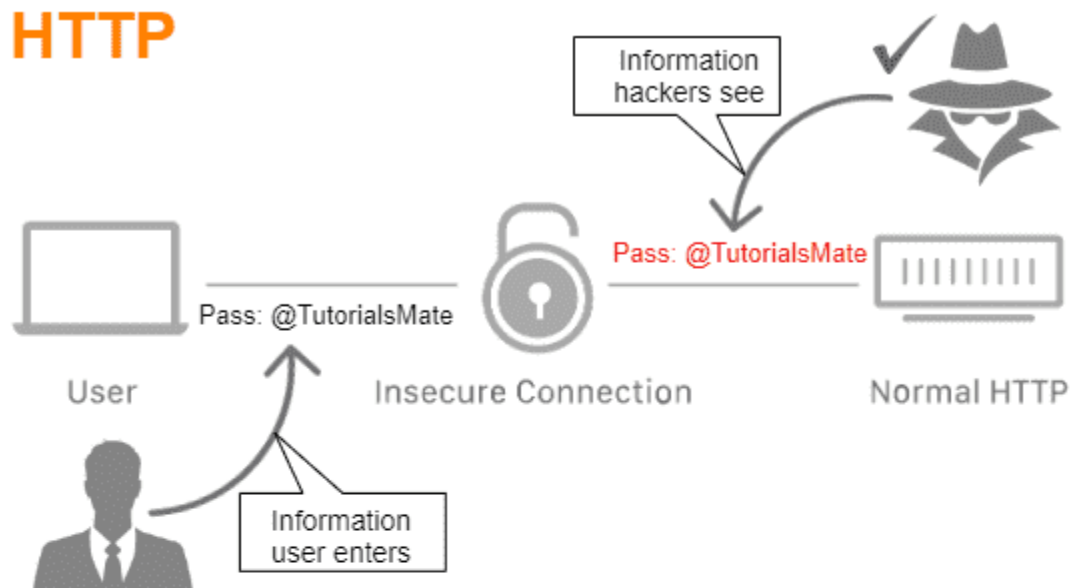 HTTP
Information
hackers see
Pass: @TutorialsMate
Pass: @TutorialsMate
User
Insecure Connection
Normal HTTP
Information
user enters